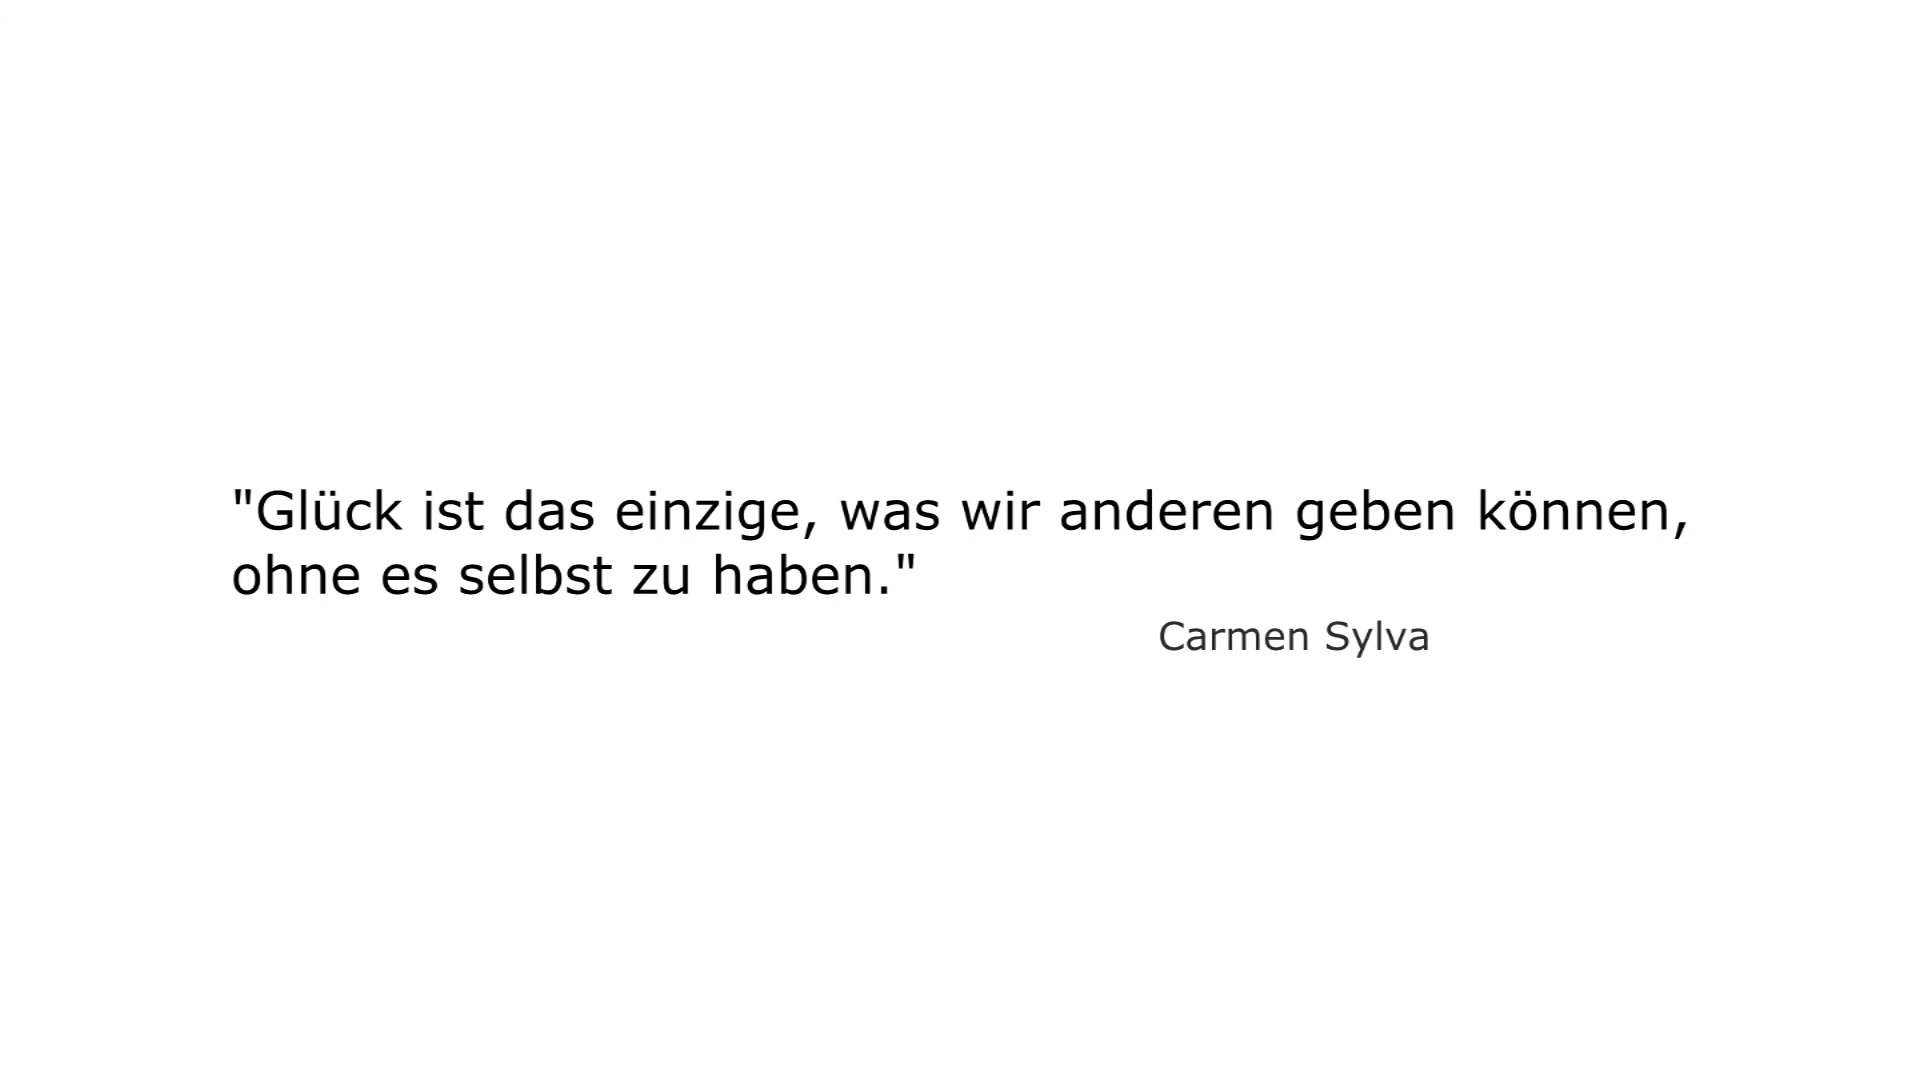 "Glück ist das einzige, was wir anderen geben können,
ohne es selbst zu haben."
Carmen Sylva